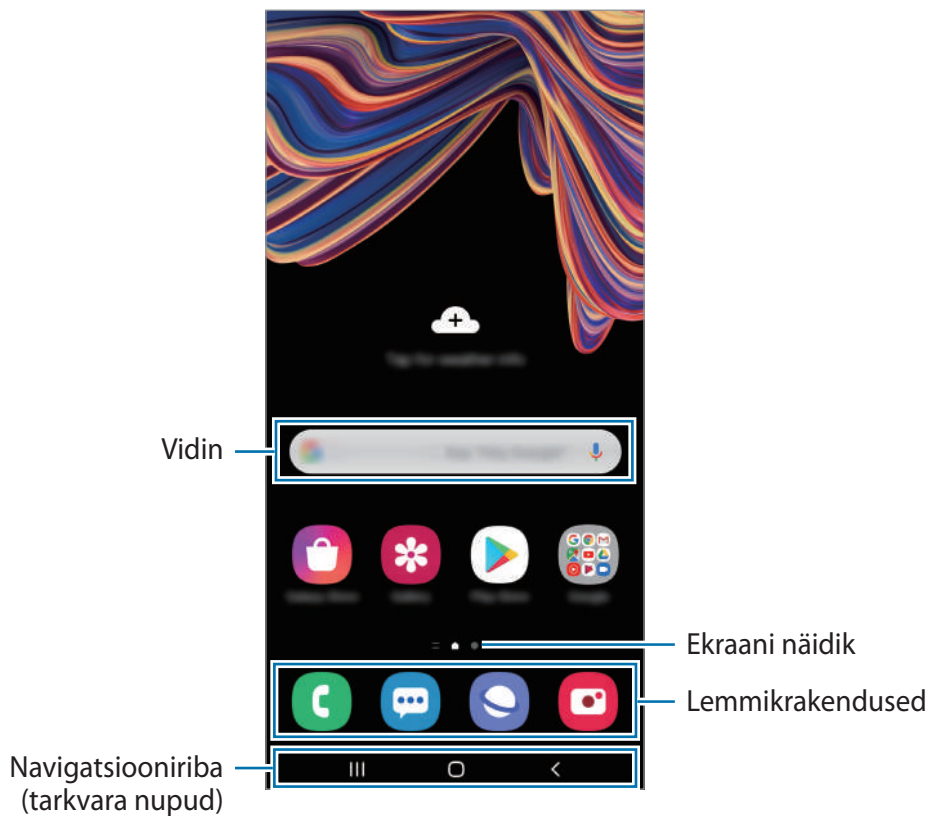 Vidin
Ekraani näidik
Lemmikrakendused
Navigatsiooniriba
(tarkvara nupud)